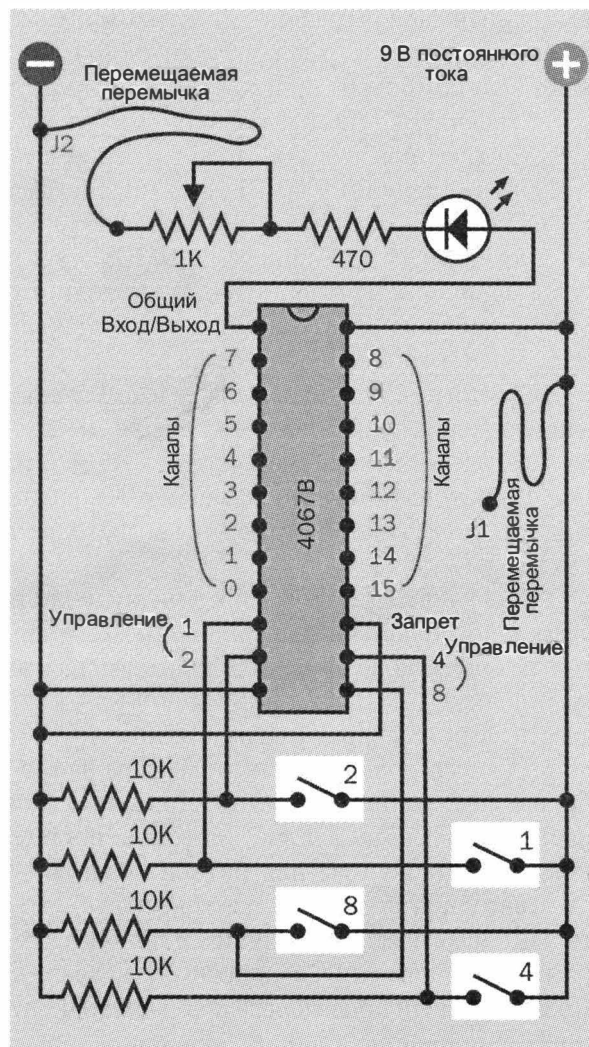 −
9 В постоянного
тока
+
Перемещаемая
перемычка
J2
1K
470
Общий
Вход/Выход
7
6
5
4
3
2
1
0
Каналы
4067B
8
9
10
11
12
13
14
15
Каналы
J1
Перемещаемая
перемычка
Управление
1
2
Запрет
Управление
4
8
10K
2
10K
1
10K
8
10K
4